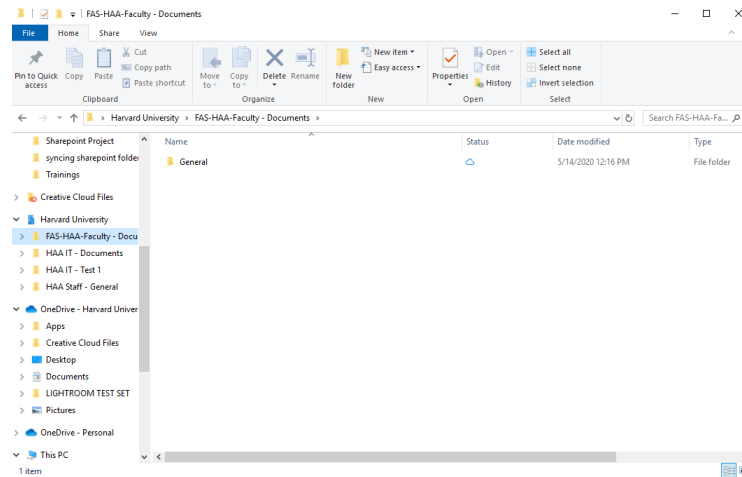 FAS-HAA-Faculty - Documents
File Home Share View
Pin to Quick access
Copy
Paste
Cut
Copy path
Paste shortcut
Clipboard
Move to
Copy to
Delete
Rename
Organize
New folder
New item
Easy access
New
Properties
Open
Edit
History
Open
Select all
Select none
Invert selection
Select
Harvard University FAS-HAA-Faculty - Documents
Search FAS-HAA-Fa...
Name Status Date modified Type
General 5/14/2020 12:16 PM File folder
Sharepoint Project
syncing sharepoint folder
Trainings
Creative Cloud Files
Harvard University
FAS-HAA-Faculty - Docu
HAA IT - Documents
HAA IT - Test 1
HAA Staff - General
OneDrive - Harvard Univer
Apps
Creative Cloud Files
Desktop
Documents
LIGHTROOM TEST SET
Pictures
OneDrive - Personal
This PC
1 item